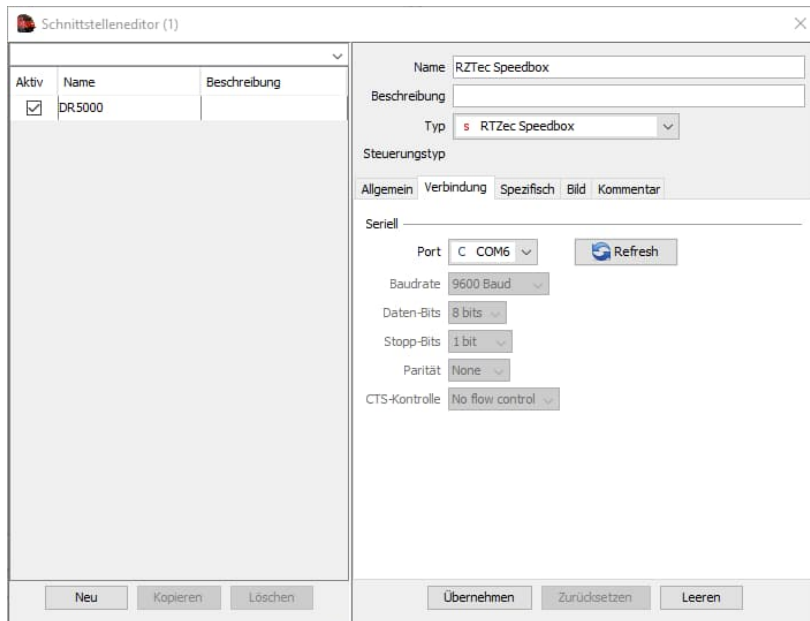 Schnittstelleneditor (1)
Aktiv Name Beschreibung
DR5000
Name RZTec Speedbox
Beschreibung
Typ s RTZec Speedbox
Steuerungstyp
Allgemein Verbindung Spezifisch Bild Kommentar
Seriell
Port C COM6 Refresh
Baudrate 9600 Baud
Daten-Bits 8 bits
Stopp-Bits 1 bit
Parität None
CTS-Kontrolle No flow control
Neu Kopieren Löschen
Übernehmen Zurücksetzen Leeren